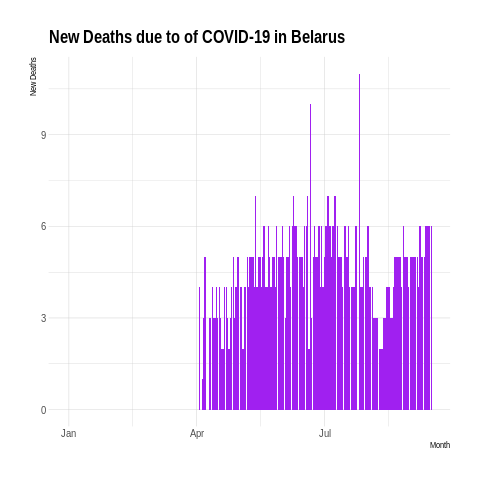 New Deaths due to of COVID-19 in Belarus
New Deaths
9
6
3
0
Jan
Apr
Jul
Month